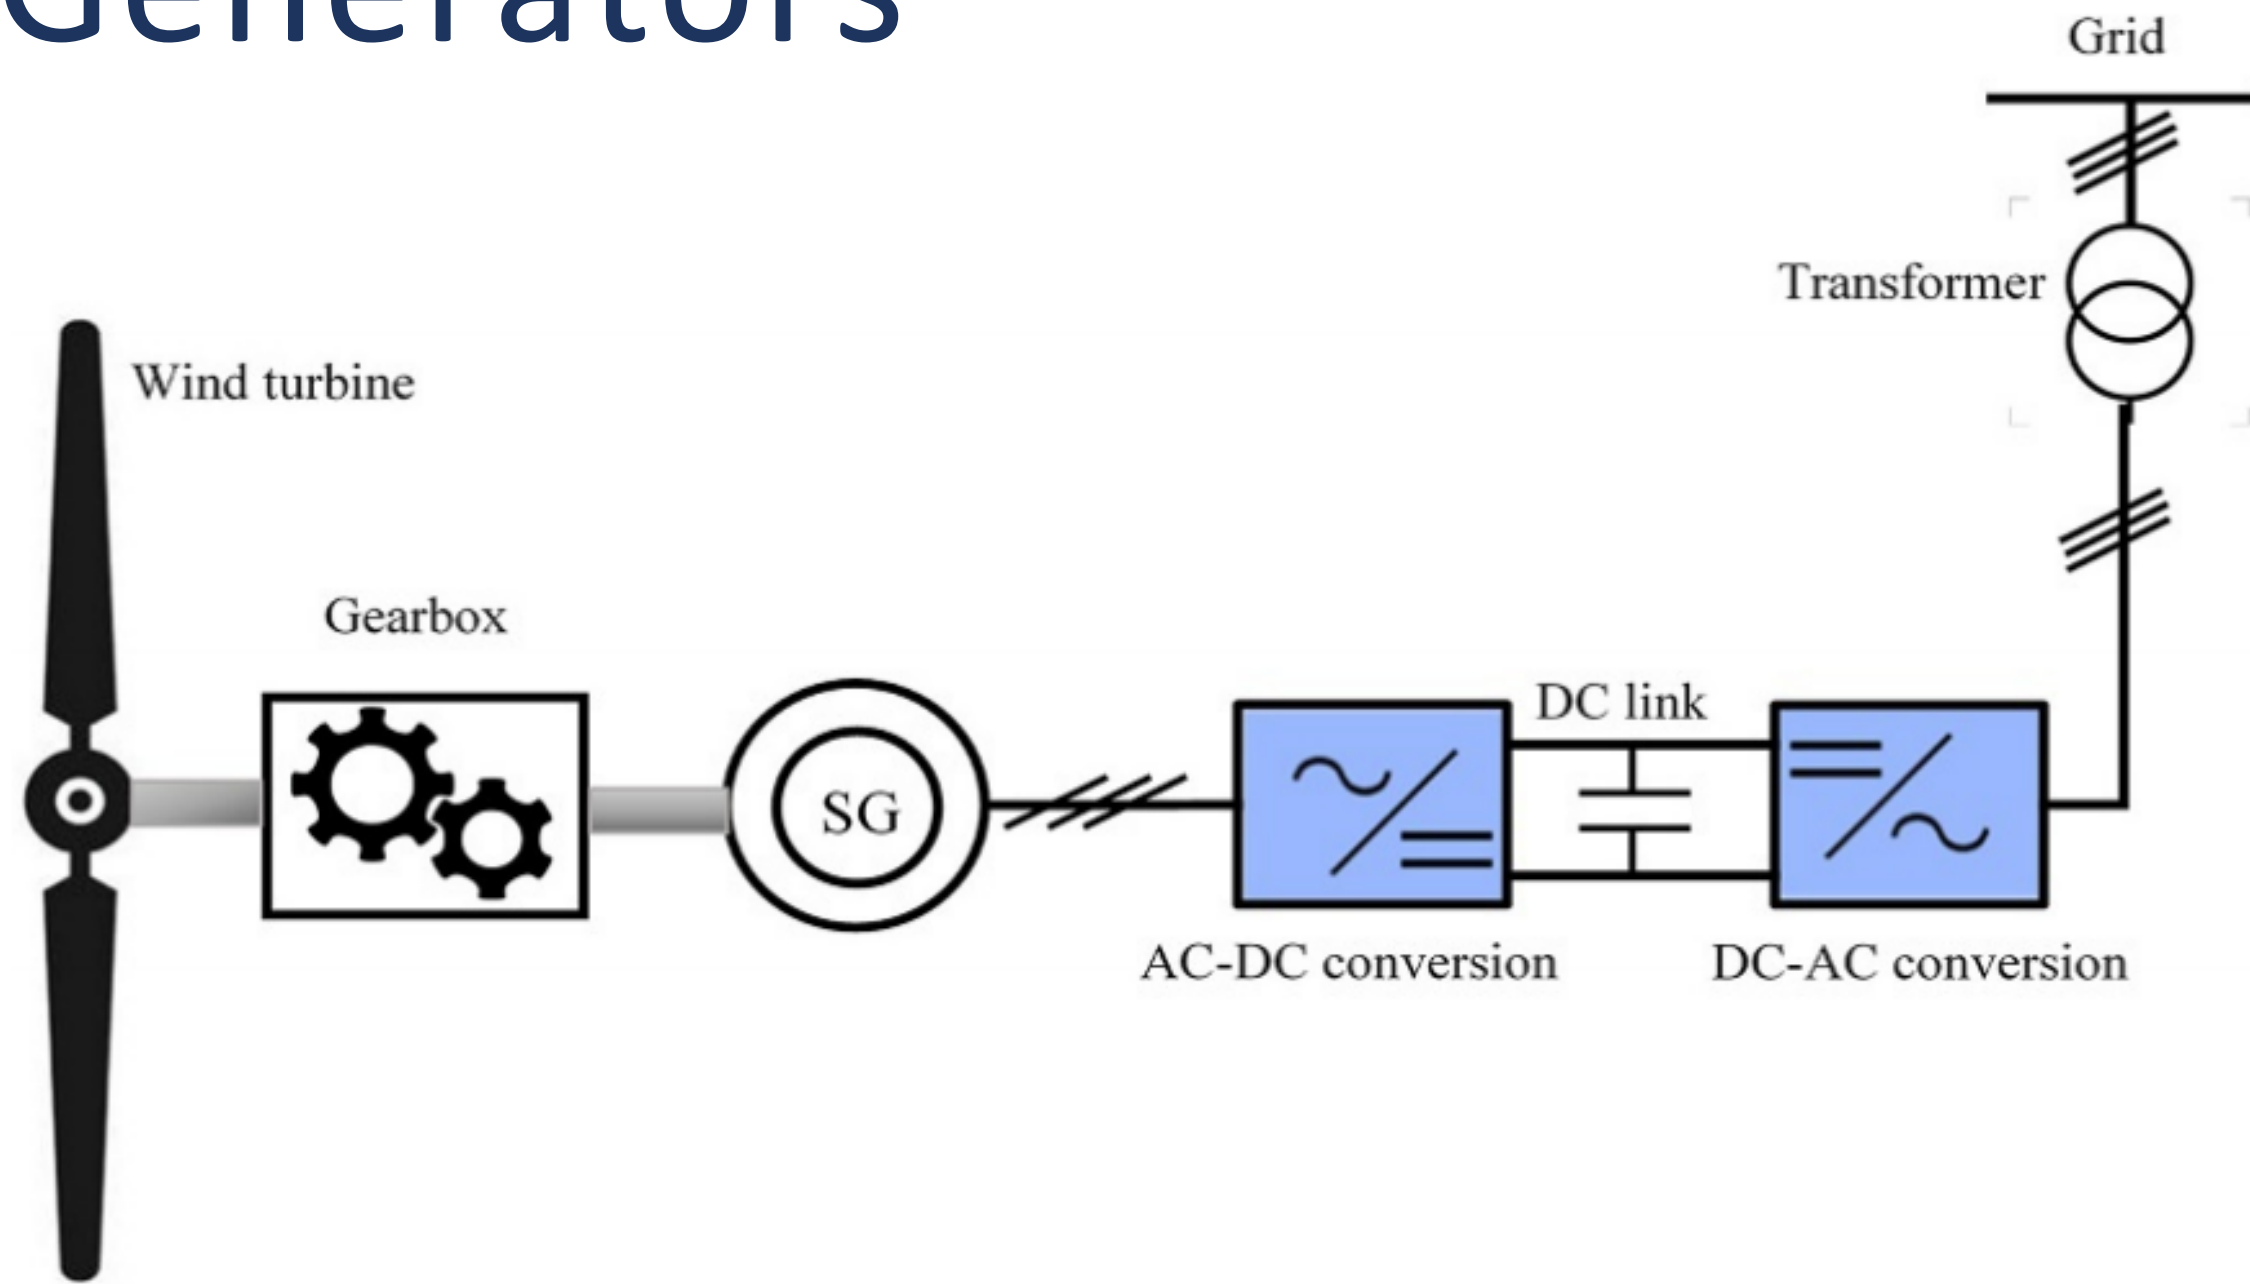 Generators
Grid
Transformer
Wind turbine
Gearbox
DC link
SG
AC-DC conversion
DC-AC conversion